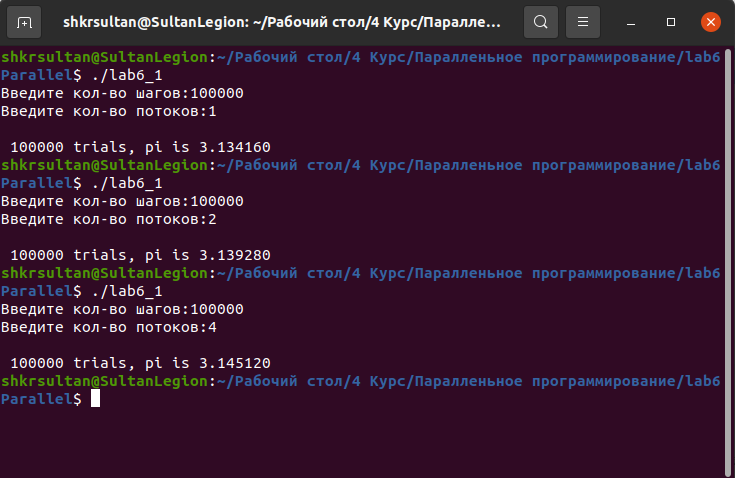 shkrsultan@SultanLegion: ~/Рабочий стол/4 Курс/Паралле...
shkrsultan@SultanLegion:~/Рабочий стол/4 Курс/Параллельное программирование/lab6
Parallel$ ./lab6_1
Введите кол-во шагов:100000
Введите кол-во потоков:1

 100000 trials, pi is 3.134160
shkrsultan@SultanLegion:~/Рабочий стол/4 Курс/Параллельное программирование/lab6
Parallel$ ./lab6_1
Введите кол-во шагов:100000
Введите кол-во потоков:2

 100000 trials, pi is 3.139280
shkrsultan@SultanLegion:~/Рабочий стол/4 Курс/Параллельное программирование/lab6
Parallel$ ./lab6_1
Введите кол-во шагов:100000
Введите кол-во потоков:4

 100000 trials, pi is 3.145120
shkrsultan@SultanLegion:~/Рабочий стол/4 Курс/Параллельное программирование/lab6
Parallel$